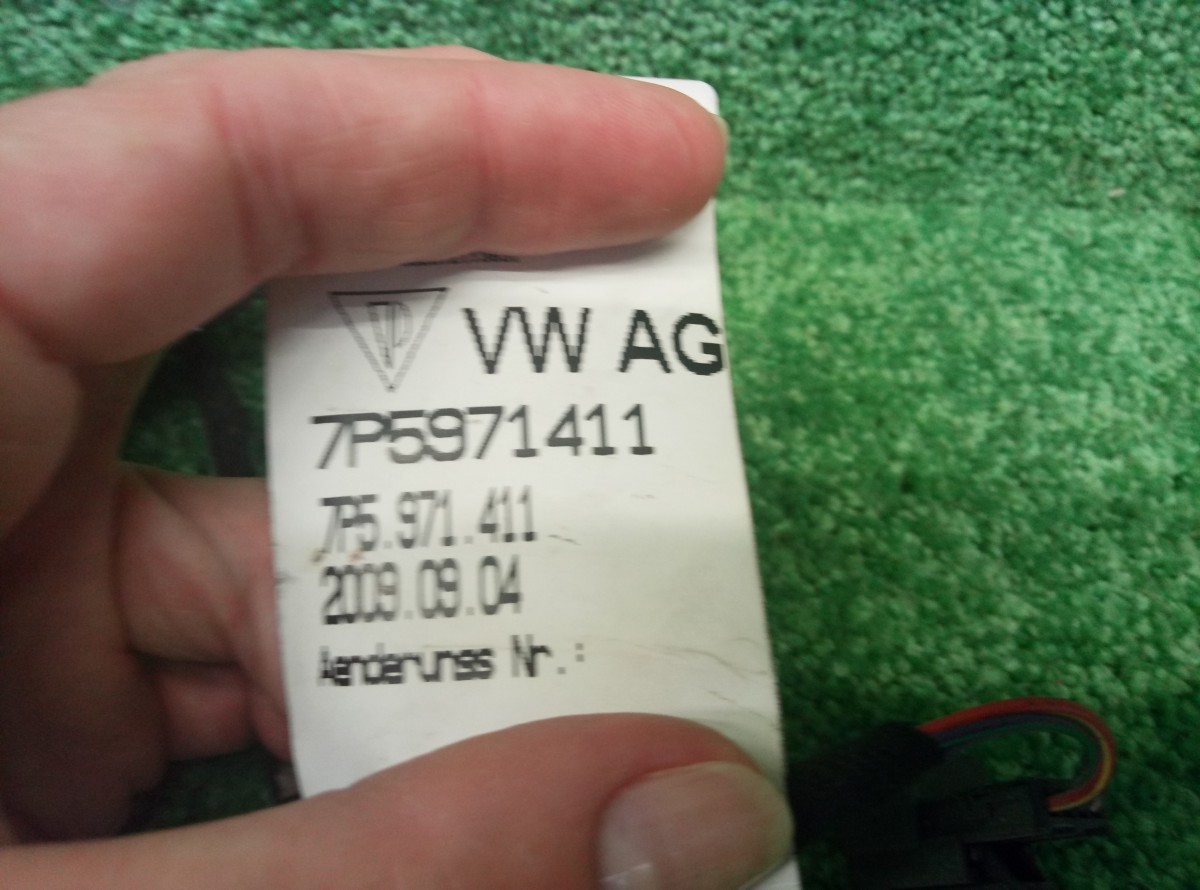 VW AG
7P5971411
7P5.971.411
2009.09.04
Aenderungs Nr.: